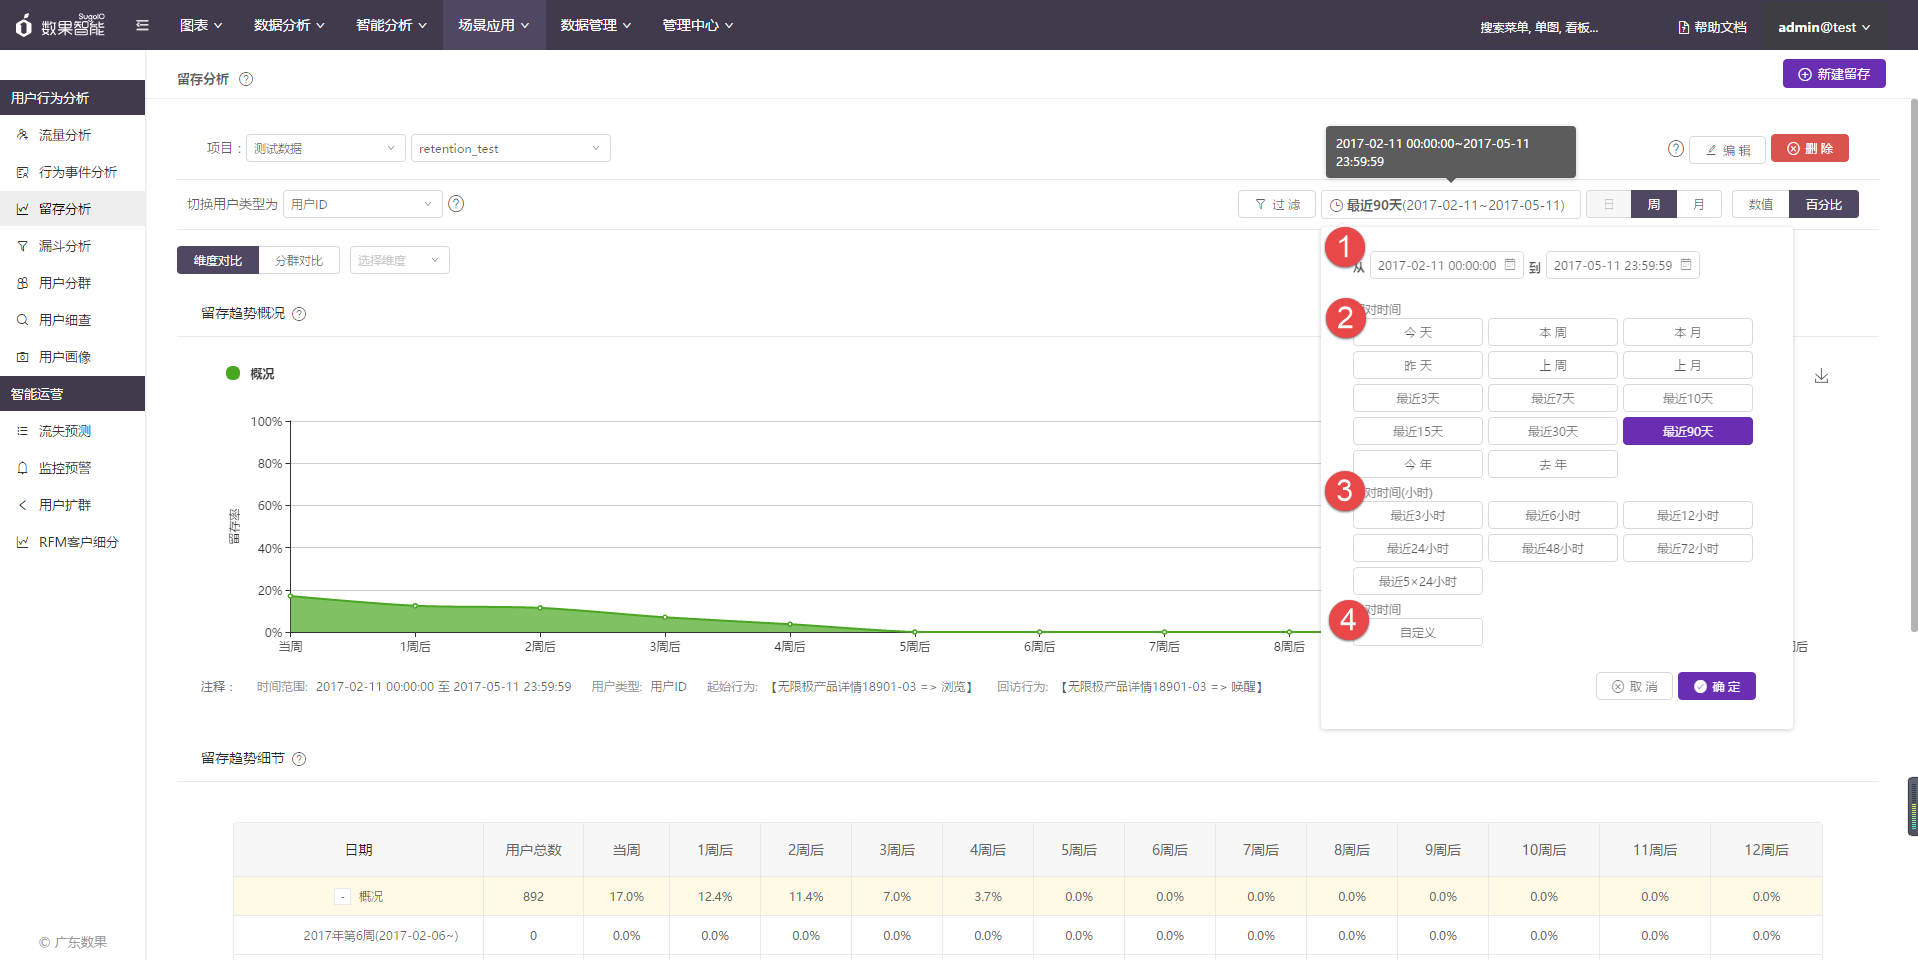 SugoIO
数果智能
图表
数据分析
智能分析
场景应用
数据管理
管理中心
搜索菜单, 单图, 看板...
帮助文档
admin@test
用户行为分析
流量分析
行为事件分析
留存分析
漏斗分析
用户分群
用户细查
用户画像
智能运营
流失预测
监控预警
用户扩群
RFM客户细分
© 广东数果
留存分析 ?
新建留存
项目 : 测试数据 retention_test
2017-02-11 00:00:00~2017-05-11
23:59:59
? 编 辑 删 除
切换用户类型为 用户ID ?
过 滤 最近90天(2017-02-11~2017-05-11) 日 周 月 数值 百分比
维度对比 分群对比 选择维度
1
从 2017-02-11 00:00:00 到 2017-05-11 23:59:59
2 对时间
今 天 本 周 本 月
昨 天 上 周 上 月
最近3天 最近7天 最近10天
最近15天 最近30天 最近90天
今 年 去 年
3 对时间(小时)
最近3小时 最近6小时 最近12小时
最近24小时 最近48小时 最近72小时
最近5×24小时
4 对时间
自定义
取 消 确 定
留存趋势概况 ?
概况
留存率
100%
80%
60%
40%
20%
0%
当周 1周后 2周后 3周后 4周后 5周后 6周后 7周后 8周后 后
注释 : 时间范围: 2017-02-11 00:00:00 至 2017-05-11 23:59:59 用户类型: 用户ID 起始行为: 【无限极产品详情18901-03 => 浏览】 回访行为: 【无限极产品详情18901-03 => 唤醒】
留存趋势细节 ?
日期 用户总数 当周 1周后 2周后 3周后 4周后 5周后 6周后 7周后 8周后 9周后 10周后 11周后 12周后
- 概况 892 17.0% 12.4% 11.4% 7.0% 3.7% 0.0% 0.0% 0.0% 0.0% 0.0% 0.0% 0.0% 0.0%
2017年第6周(2017-02-06~) 0 0.0% 0.0% 0.0% 0.0% 0.0% 0.0% 0.0% 0.0% 0.0% 0.0% 0.0% 0.0% 0.0%